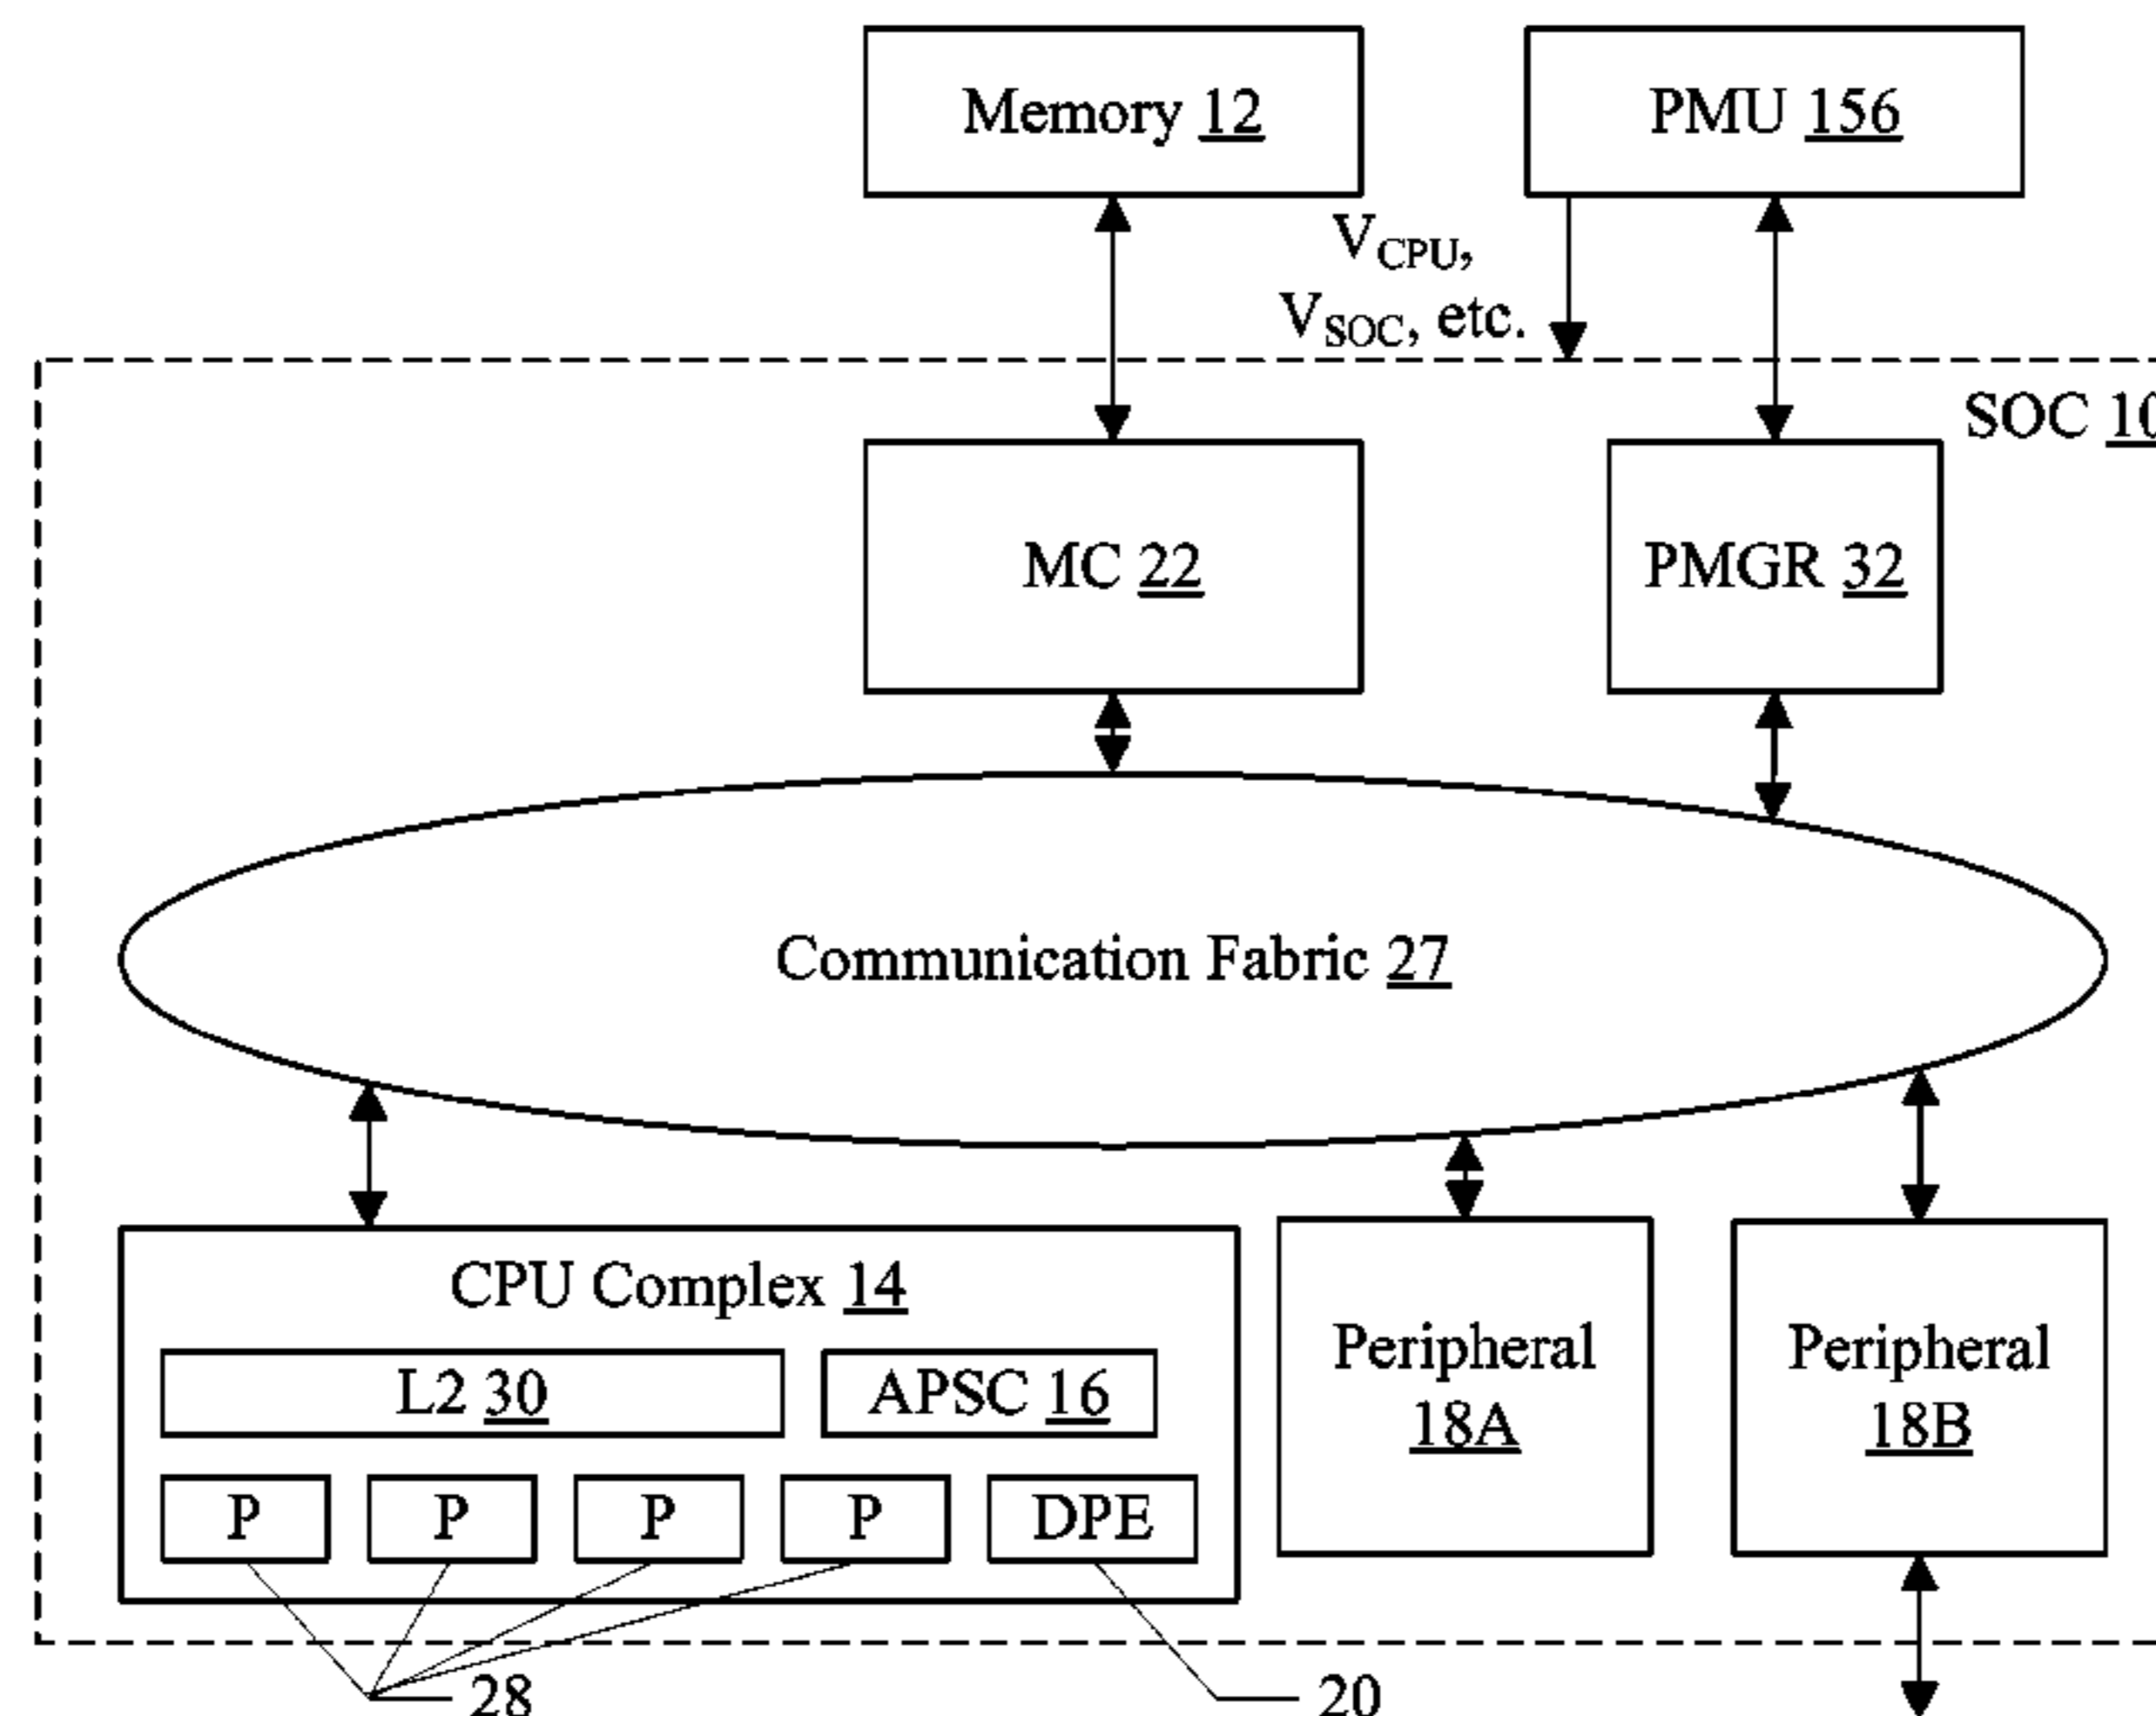 Memory 12
PMU 156
VCPU,
VSOC, etc.
SOC 10
MC 22
PMGR 32
Communication Fabric 27
CPU Complex 14
L2 30
APSC 16
P
P
P
P
DPE
Peripheral
18A
Peripheral
18B
28
20